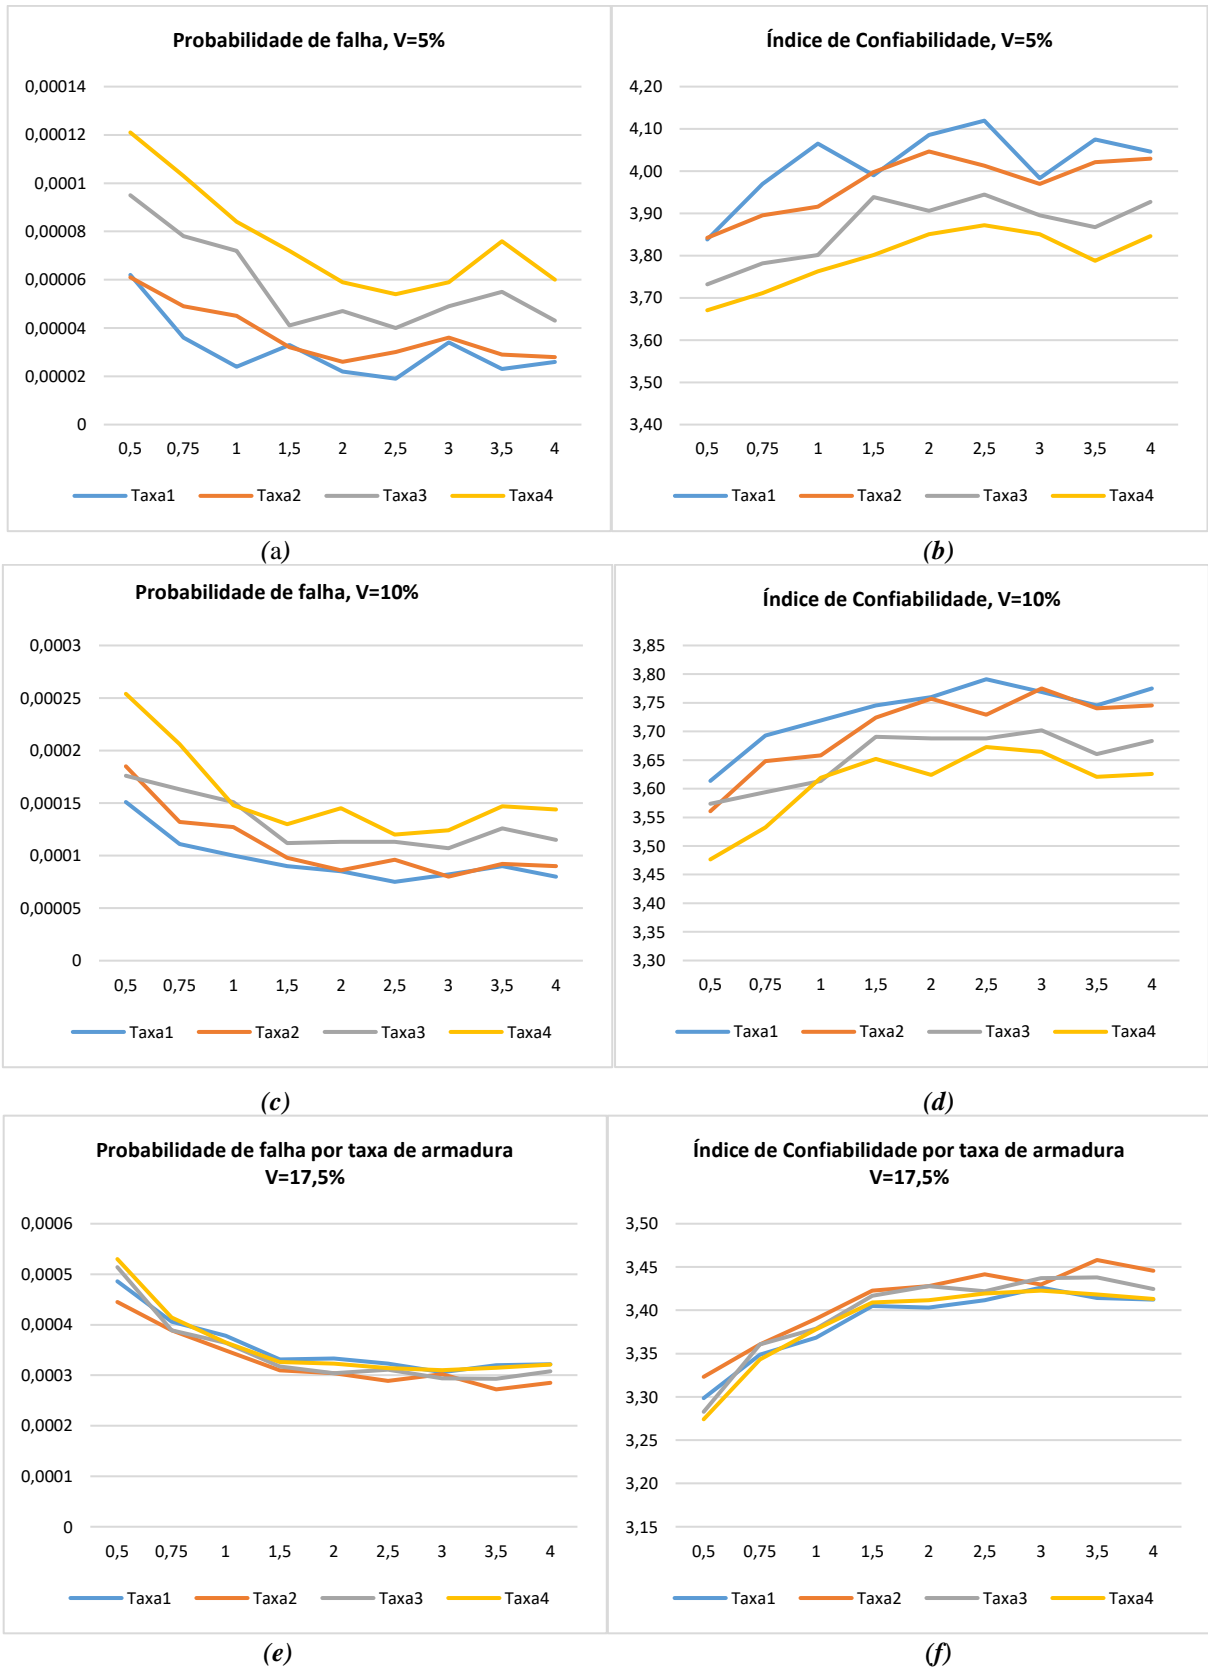 Probabilidade de falha, V=5%
0,00014
0,00012
0,0001
0,00008
0,00006
0,00004
0,00002
0
0,5 0,75 1 1,5 2 2,5 3 3,5 4
Taxa1 Taxa2 Taxa3 Taxa4
(a)
Índice de Confiabilidade, V=5%
4,20
4,10
4,00
3,90
3,80
3,70
3,60
3,50
3,40
0,5 0,75 1 1,5 2 2,5 3 3,5 4
Taxa1 Taxa2 Taxa3 Taxa4
(b)
Probabilidade de falha, V=10%
0,0003
0,00025
0,0002
0,00015
0,0001
0,00005
0
0,5 0,75 1 1,5 2 2,5 3 3,5 4
Taxa1 Taxa2 Taxa3 Taxa4
(c)
Índice de Confiabilidade, V=10%
3,85
3,80
3,75
3,70
3,65
3,60
3,55
3,50
3,45
3,40
3,35
3,30
0,5 0,75 1 1,5 2 2,5 3 3,5 4
Taxa1 Taxa2 Taxa3 Taxa4
(d)
Probabilidade de falha por taxa de armadura
V=17,5%
0,0006
0,0005
0,0004
0,0003
0,0002
0,0001
0
0,5 0,75 1 1,5 2 2,5 3 3,5 4
Taxa1 Taxa2 Taxa3 Taxa4
(e)
Índice de Confiabilidade por taxa de armadura
V=17,5%
3,50
3,45
3,40
3,35
3,30
3,25
3,20
3,15
0,5 0,75 1 1,5 2 2,5 3 3,5 4
Taxa1 Taxa2 Taxa3 Taxa4
(f)